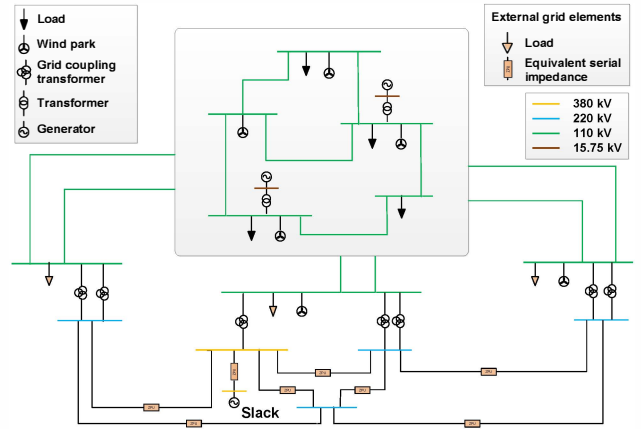 Load
Wind park
Grid coupling
transformer
Transformer
Generator
External grid elements
Load
Equivalent serial
impedance
380 kV
220 kV
110 kV
15.75 kV
Slack